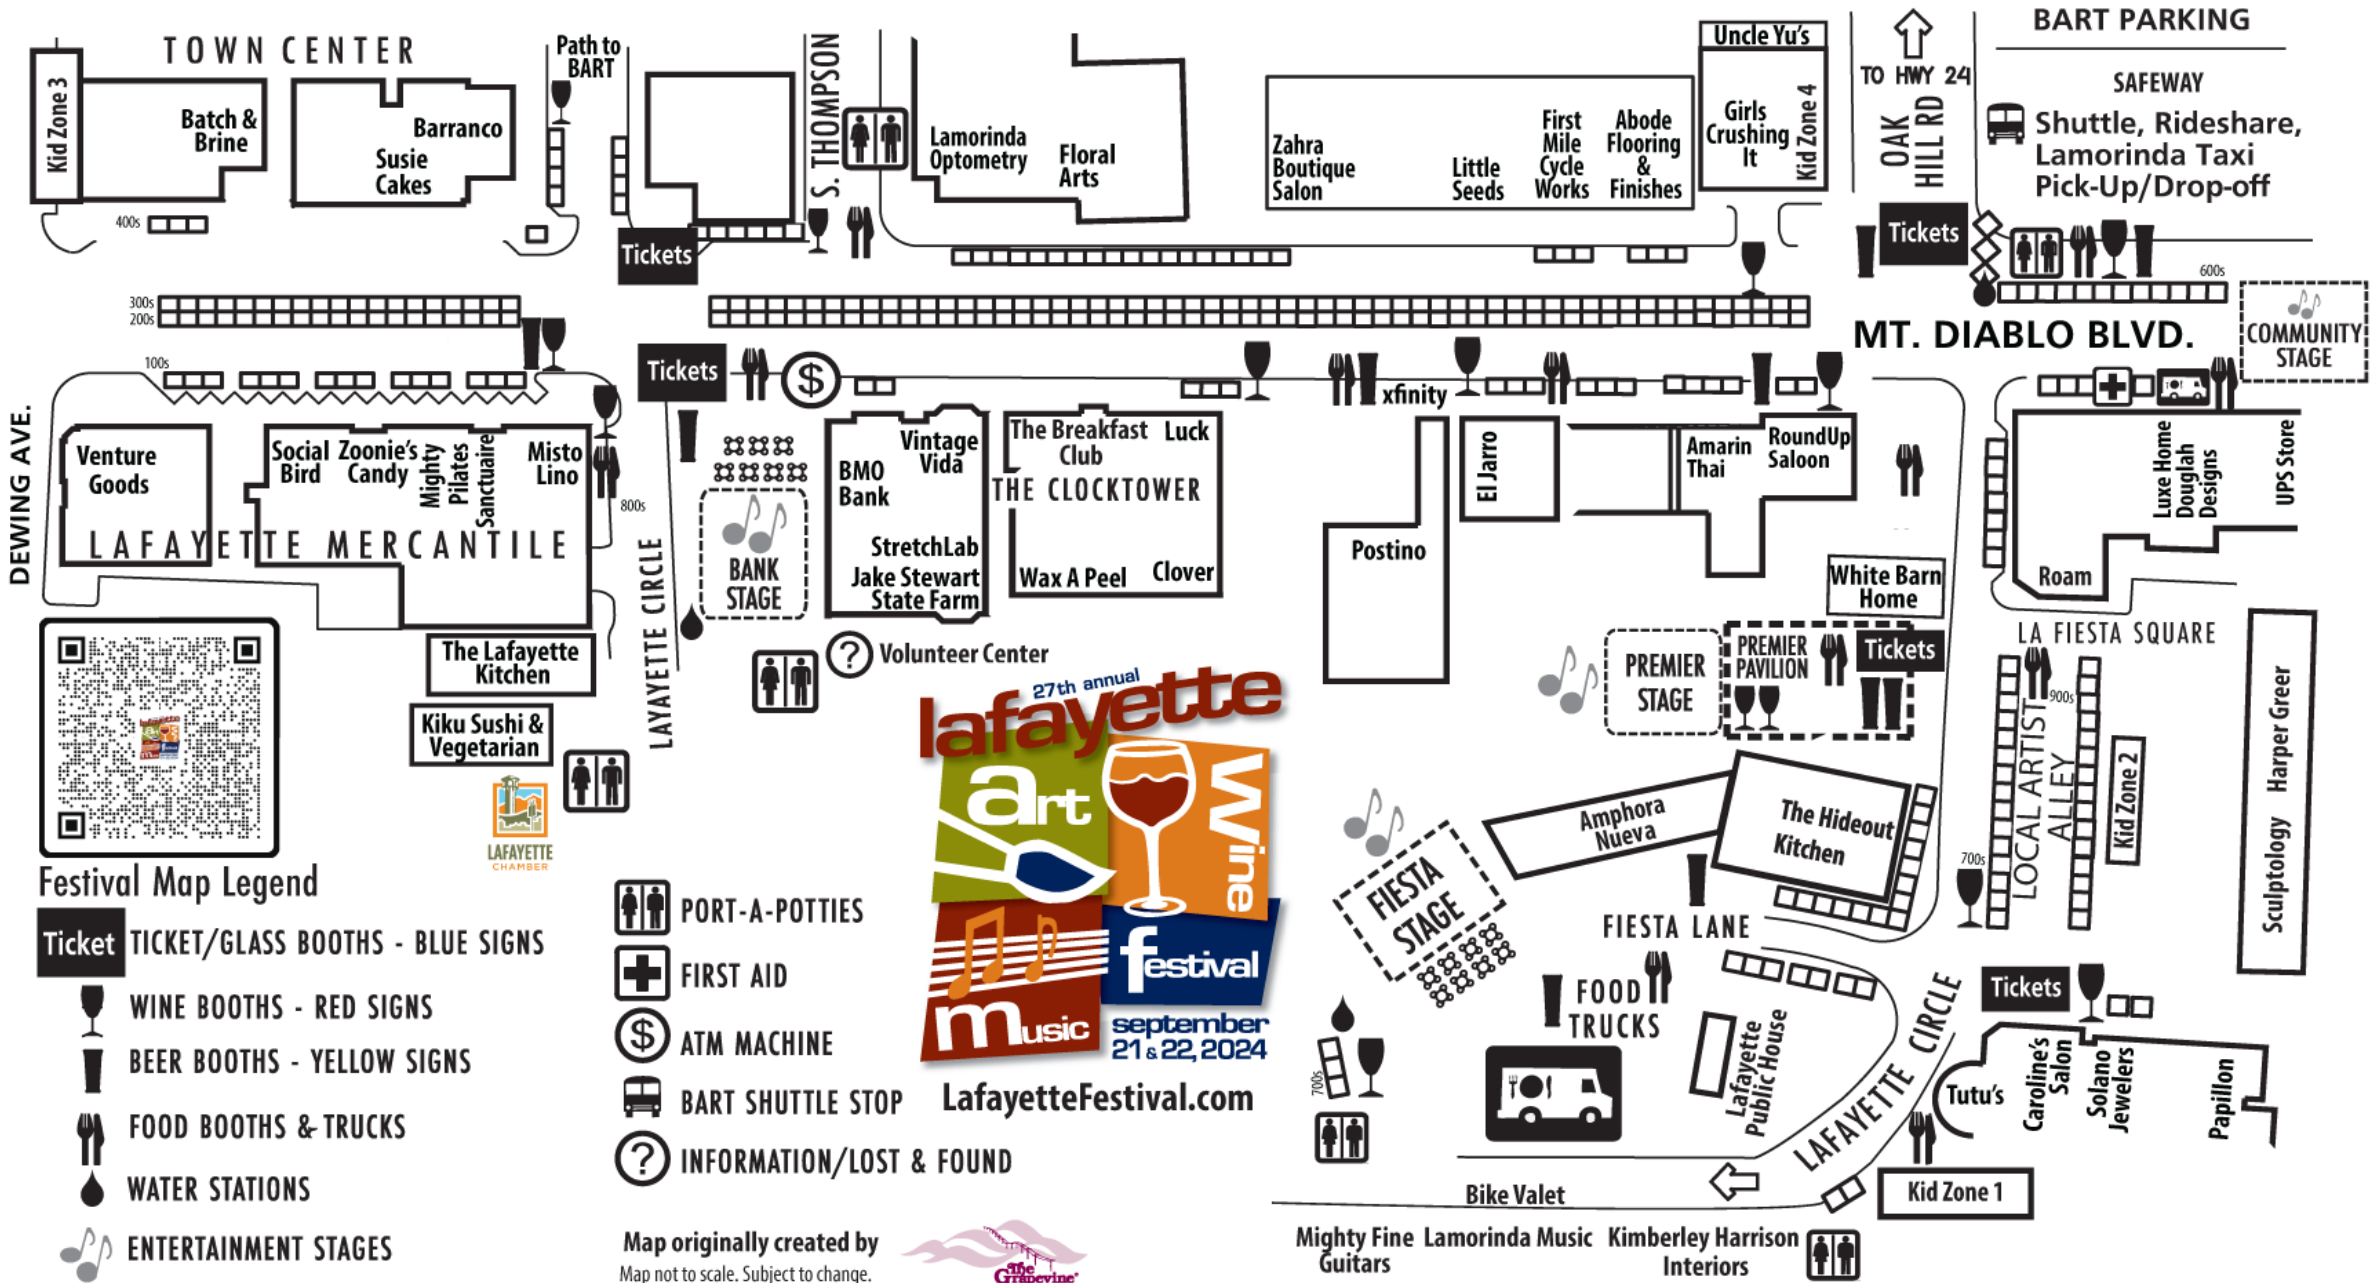 TOWN CENTER
Kid Zone 3
Batch &
Brine
Susie
Cakes
Barranco
Path to
BART
400s
Tickets
S. THOMPSON
Lamorinda
Optometry
Floral
Arts
Zahra
Boutique
Salon
Little
Seeds
First
Mile
Cycle
Works
Abode
Flooring
&
Finishes
Uncle Yu's
Girls
Crushing
It
Kid Zone 4
TO HWY 24
OAK
HILL RD
BART PARKING
SAFEWAY
Shuttle, Rideshare,
Lamorinda Taxi
Pick-Up/Drop-off
Tickets
600s
COMMUNITY
STAGE
300s
200s
100s
MT. DIABLO BLVD.
Tickets
$
xfinity
DEWING AVE.
Venture
Goods
Social
Bird
Zoonie's
Candy
Mighty
Pilates
Sanctuaire
Misto
Lino
LAFAYETTE MERCANTILE
800s
LAYAYETTE CIRCLE
BANK
STAGE
BMO
Bank
Vintage
Vida
StretchLab
Jake Stewart
State Farm
The Breakfast
Club
Luck
THE CLOCKTOWER
Wax A Peel
Clover
Postino
El Jarro
Amarin
Thai
RoundUp
Saloon
White Barn
Home
Luxe Home
Douglah
Designs
UPS Store
Roam
LA FIESTA SQUARE
The Lafayette
Kitchen
Kiku Sushi &
Vegetarian
LAFAYETTE
CHAMBER
?
Volunteer Center
PREMIER
STAGE
PREMIER
PAVILION
Tickets
900s
LOCAL ARTIST
ALLEY
Kid Zone 2
700s
Sculptology
Harper Greer
Amphora
Nueva
The Hideout
Kitchen
FIESTA
STAGE
FIESTA LANE
FOOD
TRUCKS
Lafayette
Public House
LAFAYETTE CIRCLE
Tickets
Tutu's
Caroline's
Salon
Solano
Jewelers
Papillon
700s
Kid Zone 1
Bike Valet
Mighty Fine
Guitars
Lamorinda Music
Kimberley Harrison
Interiors
27th annual
lafayette
art
wine
music
festival
september
21 & 22, 2024
LafayetteFestival.com
Festival Map Legend
Ticket
TICKET/GLASS BOOTHS - BLUE SIGNS
WINE BOOTHS - RED SIGNS
BEER BOOTHS - YELLOW SIGNS
FOOD BOOTHS & TRUCKS
WATER STATIONS
ENTERTAINMENT STAGES
PORT-A-POTTIES
FIRST AID
$
ATM MACHINE
BART SHUTTLE STOP
?
INFORMATION/LOST & FOUND
Map originally created by
Map not to scale. Subject to change.
The
Grapevine